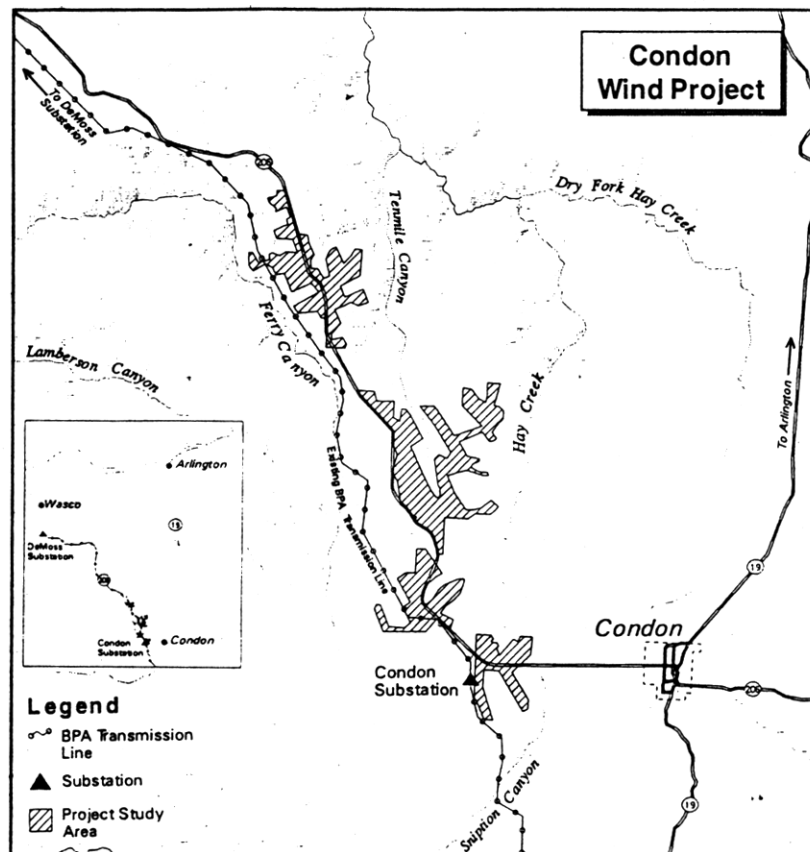 Condon
Wind Project
To DeMoss
Substation
206
Tenmile Canyon
Dry Fork Hay Creek
Ferry Canyon
Lamberson Canyon
Hay Creek
To Arlington
Existing BPA Transmission Line
Arlington
Wasco
19
DeMoss
Substation
206
Condon
Substation
Condon
19
Condon
Condon
Substation
206
Canyon
19
Legend
BPA Transmission
Line
Substation
Project Study
Area